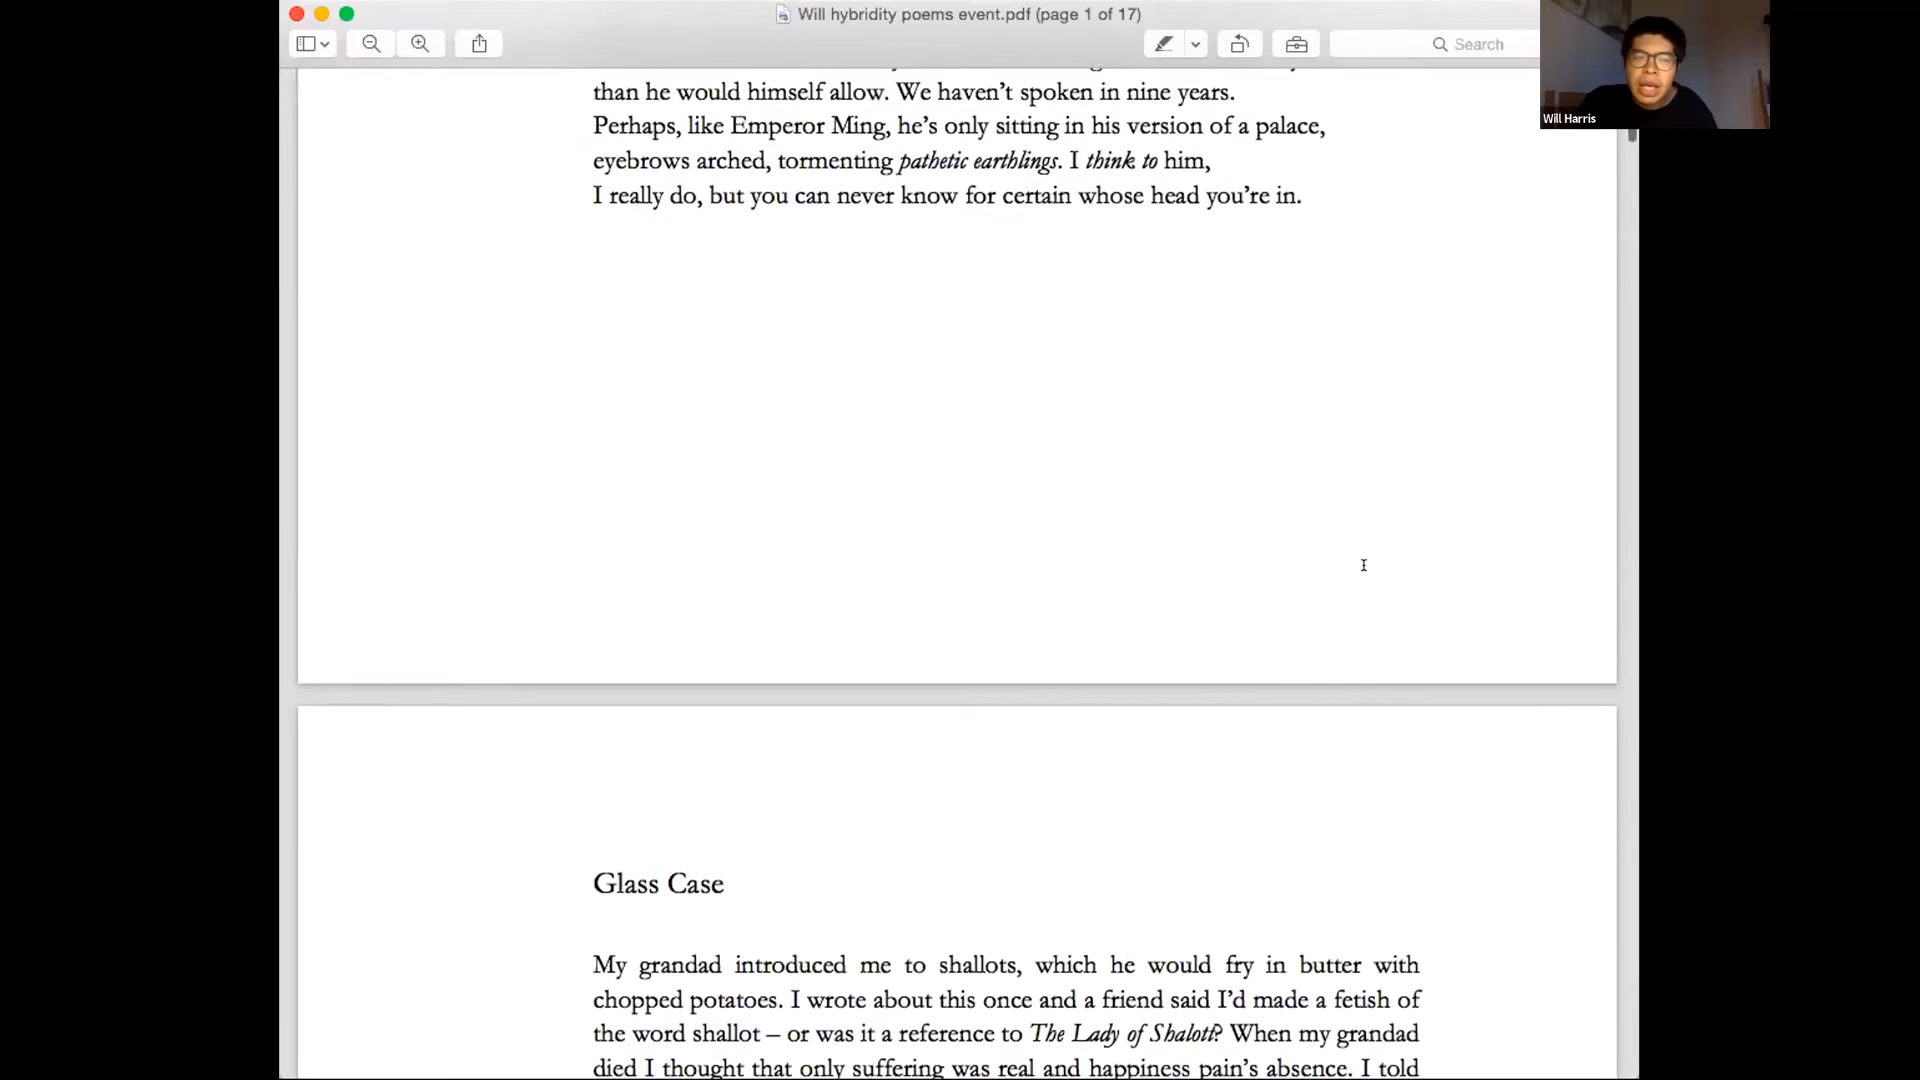 Will hybridity poems event.pdf (page 1 of 17)
Search
Will Harris
than he would himself allow. We haven’t spoken in nine years.
Perhaps, like Emperor Ming, he’s only sitting in his version of a palace,
eyebrows arched, tormenting pathetic earthlings. I think to him,
I really do, but you can never know for certain whose head you’re in.
Glass Case
My grandad introduced me to shallots, which he would fry in butter with
chopped potatoes. I wrote about this once and a friend said I’d made a fetish of
the word shallot – or was it a reference to The Lady of Shalott? When my grandad
died I thought that only suffering was real and happiness pain’s absence. I told